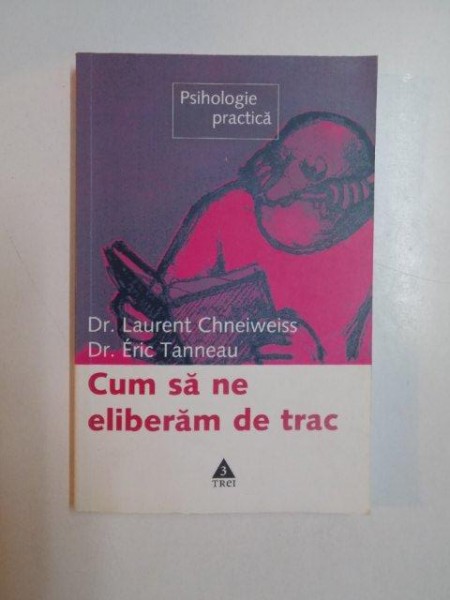 Psihologie
practică
Dr. Laurent Chneiweiss
Dr. Éric Tanneau
Cum să ne
eliberăm de trac
3
TREI